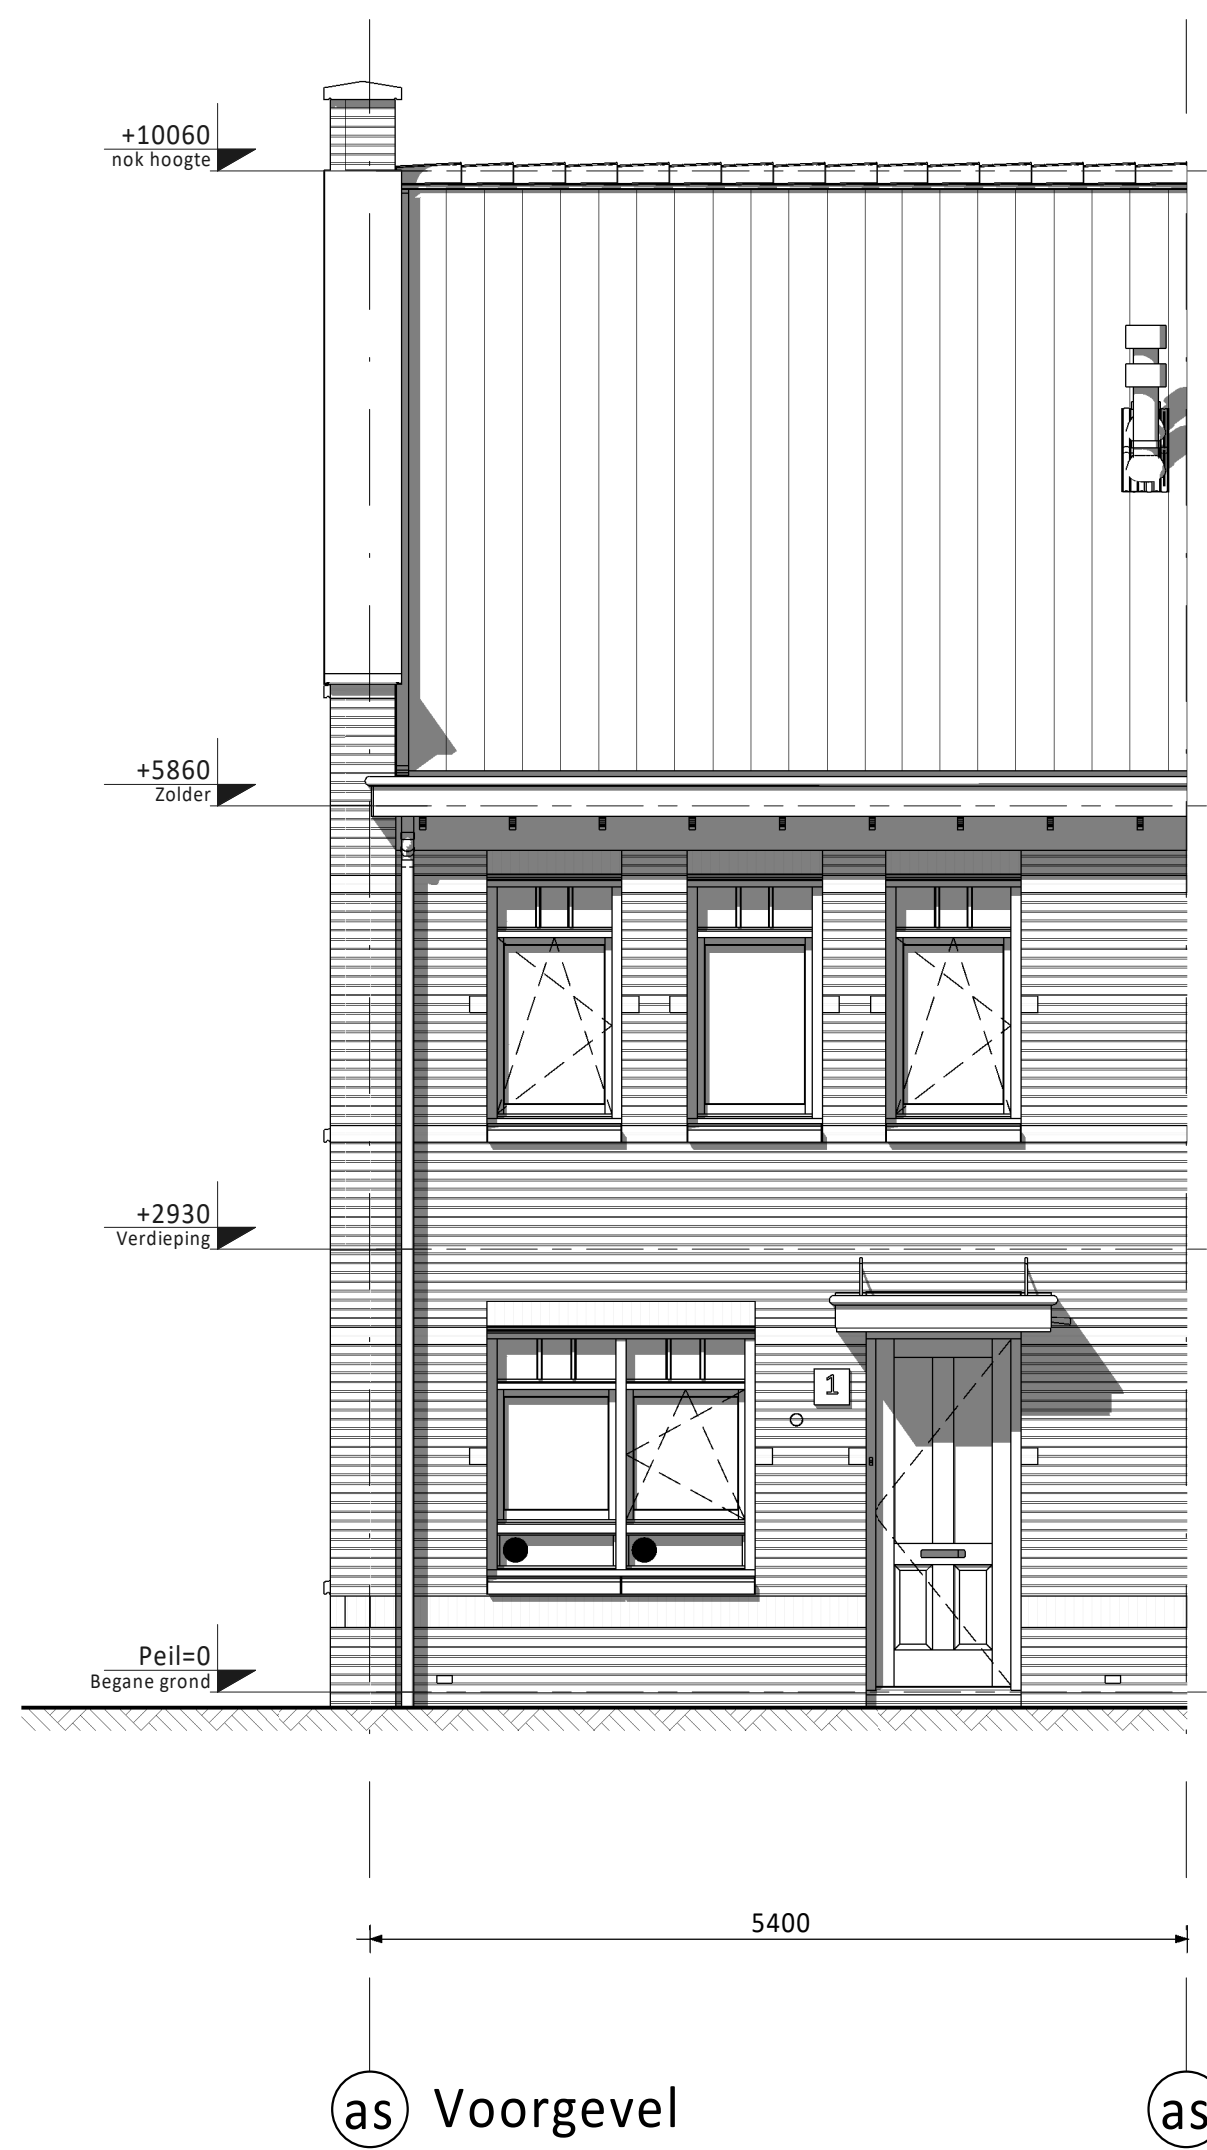 +10060
nok hoogte
+5860
Zolder
+2930
Verdieping
1
Peil=0
Begane grond
5400
as Voorgevel as